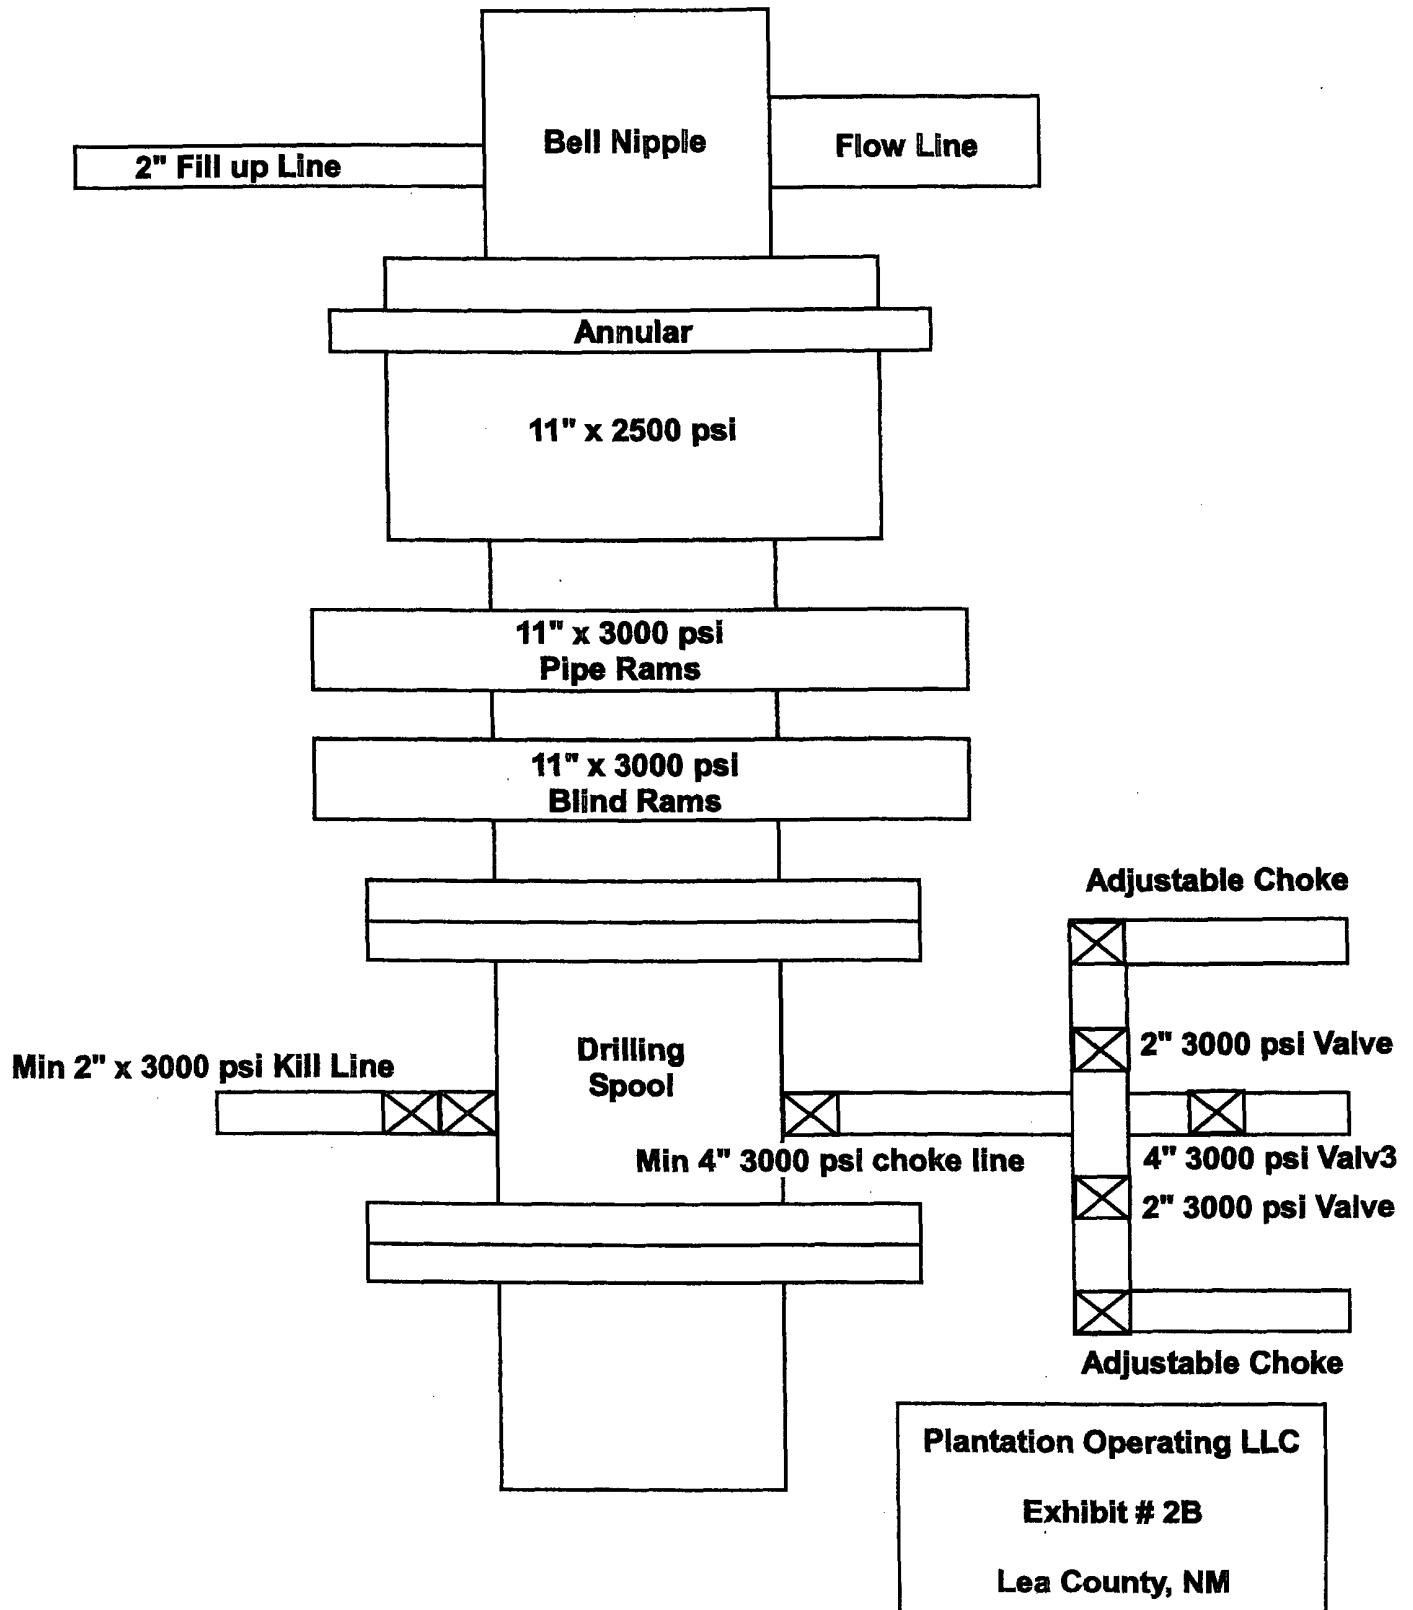 Bell Nipple
Flow Line
2" Fill up Line
Annular
11" x 2500 psi
11" x 3000 psi
Pipe Rams
11" x 3000 psi
Blind Rams
Adjustable Choke
Drilling
Spool
2" 3000 psi Valve
Min 2" x 3000 psi Kill Line
Min 4" 3000 psi choke line
4" 3000 psi Valv3
2" 3000 psi Valve
Adjustable Choke
Plantation Operating LLC
Exhibit # 2B
Lea County, NM